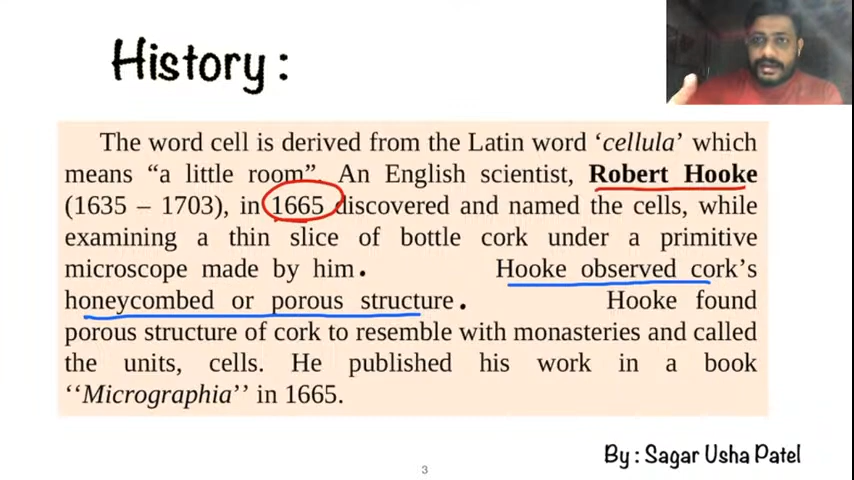 History :
The word cell is derived from the Latin word ‘cellula’ which
means “a little room”. An English scientist, Robert Hooke
(1635 – 1703), in 1665 discovered and named the cells, while
examining a thin slice of bottle cork under a primitive
microscope made by him. Hooke observed cork’s
honeycombed or porous structure. Hooke found
porous structure of cork to resemble with monasteries and called
the units, cells. He published his work in a book
‘‘Micrographia’’ in 1665.
By : Sagar Usha Patel
3